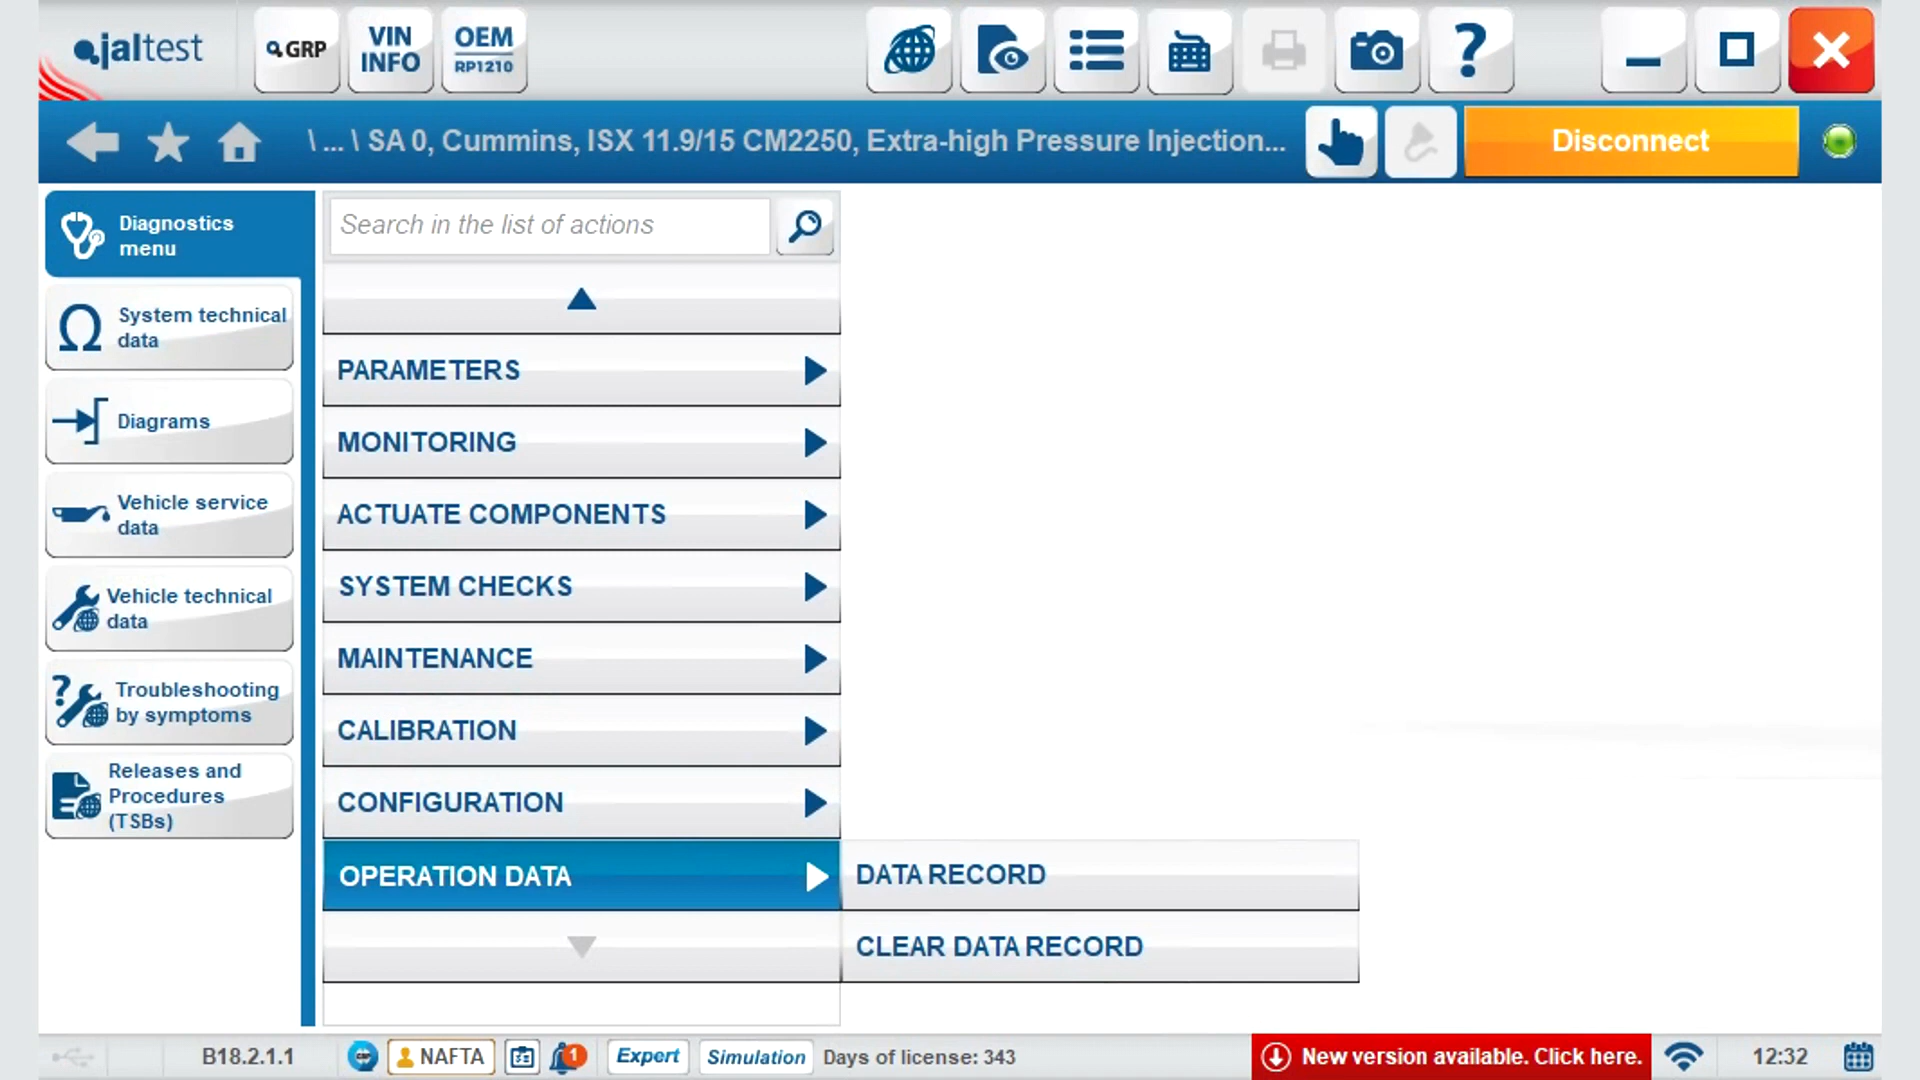 jaltest
GRP
VIN
INFO
OEM
RP1210
?
\ ... \ SA 0, Cummins, ISX 11.9/15 CM2250, Extra-high Pressure Injection...
Disconnect
Diagnostics
menu
Search in the list of actions
System technical
data
Diagrams
Vehicle service
data
Vehicle technical
data
Troubleshooting
by symptoms
Releases and
Procedures
(TSBs)
PARAMETERS
MONITORING
ACTUATE COMPONENTS
SYSTEM CHECKS
MAINTENANCE
CALIBRATION
CONFIGURATION
OPERATION DATA
DATA RECORD
CLEAR DATA RECORD
B18.2.1.1
NAFTA
1
Expert
Simulation
Days of license: 343
New version available. Click here.
12:32